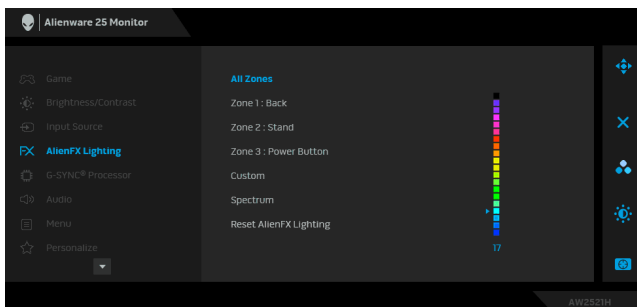 Alienware 25 Monitor
Game
Brightness/Contrast
Input Source
FX AlienFX Lighting
G-SYNC® Processor
Audio
Menu
Personalize
All Zones
Zone 1 : Back
Zone 2 : Stand
Zone 3 : Power Button
Custom
Spectrum
Reset AlienFX Lighting
17
AW2521H